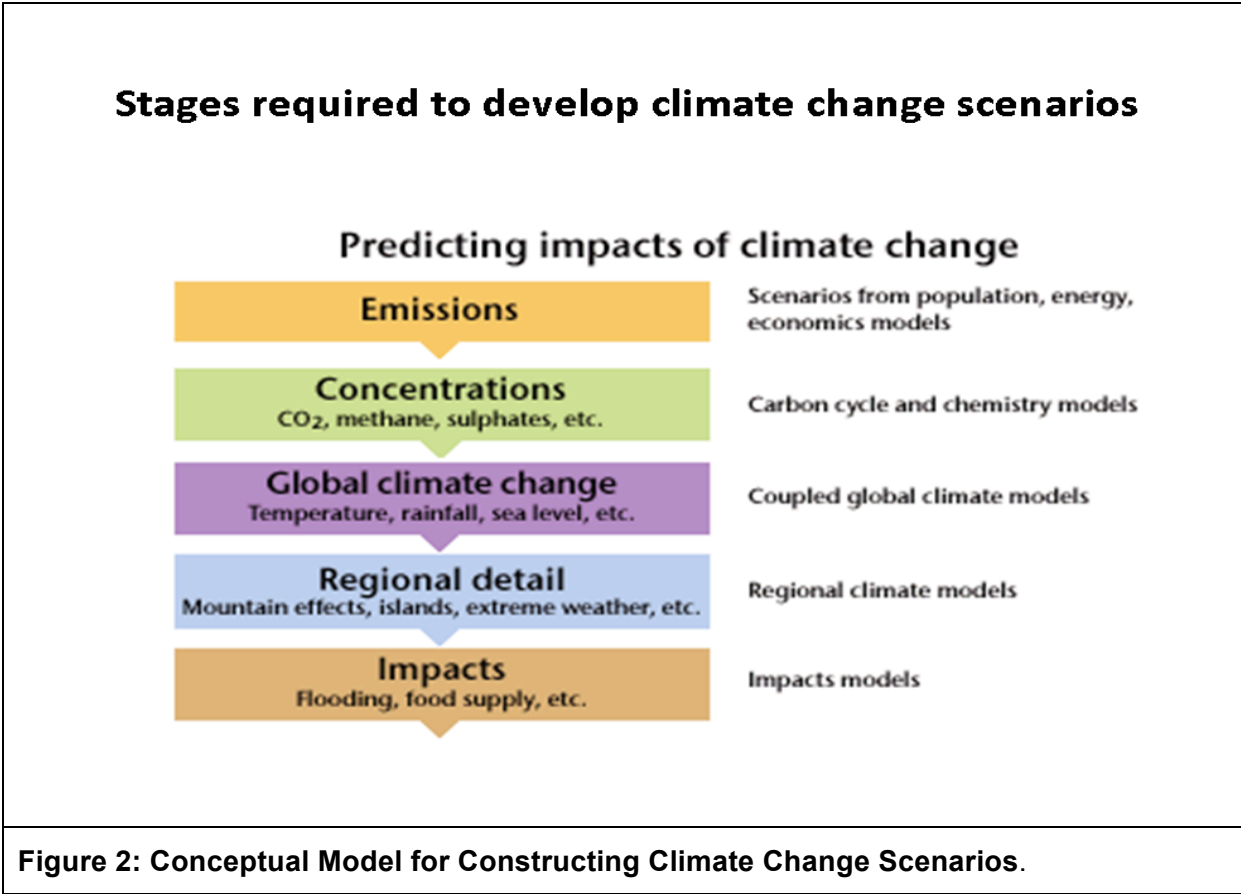 Stages required to develop climate change scenarios
Predicting impacts of climate change
Emissions
Scenarios from population, energy,
economics models
Concentrations
CO₂, methane, sulphates, etc.
Carbon cycle and chemistry models
Global climate change
Temperature, rainfall, sea level, etc.
Coupled global climate models
Regional detail
Mountain effects, islands, extreme weather, etc.
Regional climate models
Impacts
Flooding, food supply, etc.
Impacts models
Figure 2: Conceptual Model for Constructing Climate Change Scenarios.